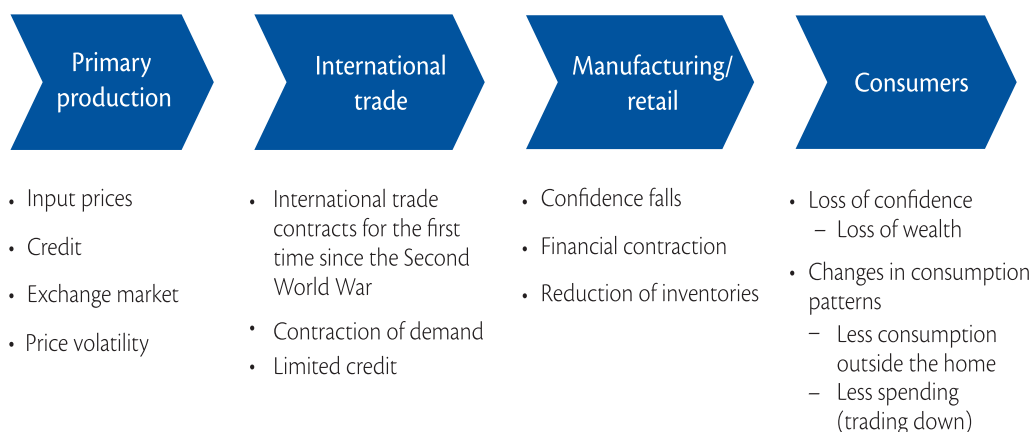 Primary
production
• Input prices
• Credit
• Exchange market
• Price volatility
International
trade
• International trade
contracts for the first
time since the Second
World War
• Contraction of demand
• Limited credit
Manufacturing/
retail
• Confidence falls
• Financial contraction
• Reduction of inventories
Consumers
• Loss of confidence
– Loss of wealth
• Changes in consumption
patterns
– Less consumption
outside the home
– Less spending
(trading down)